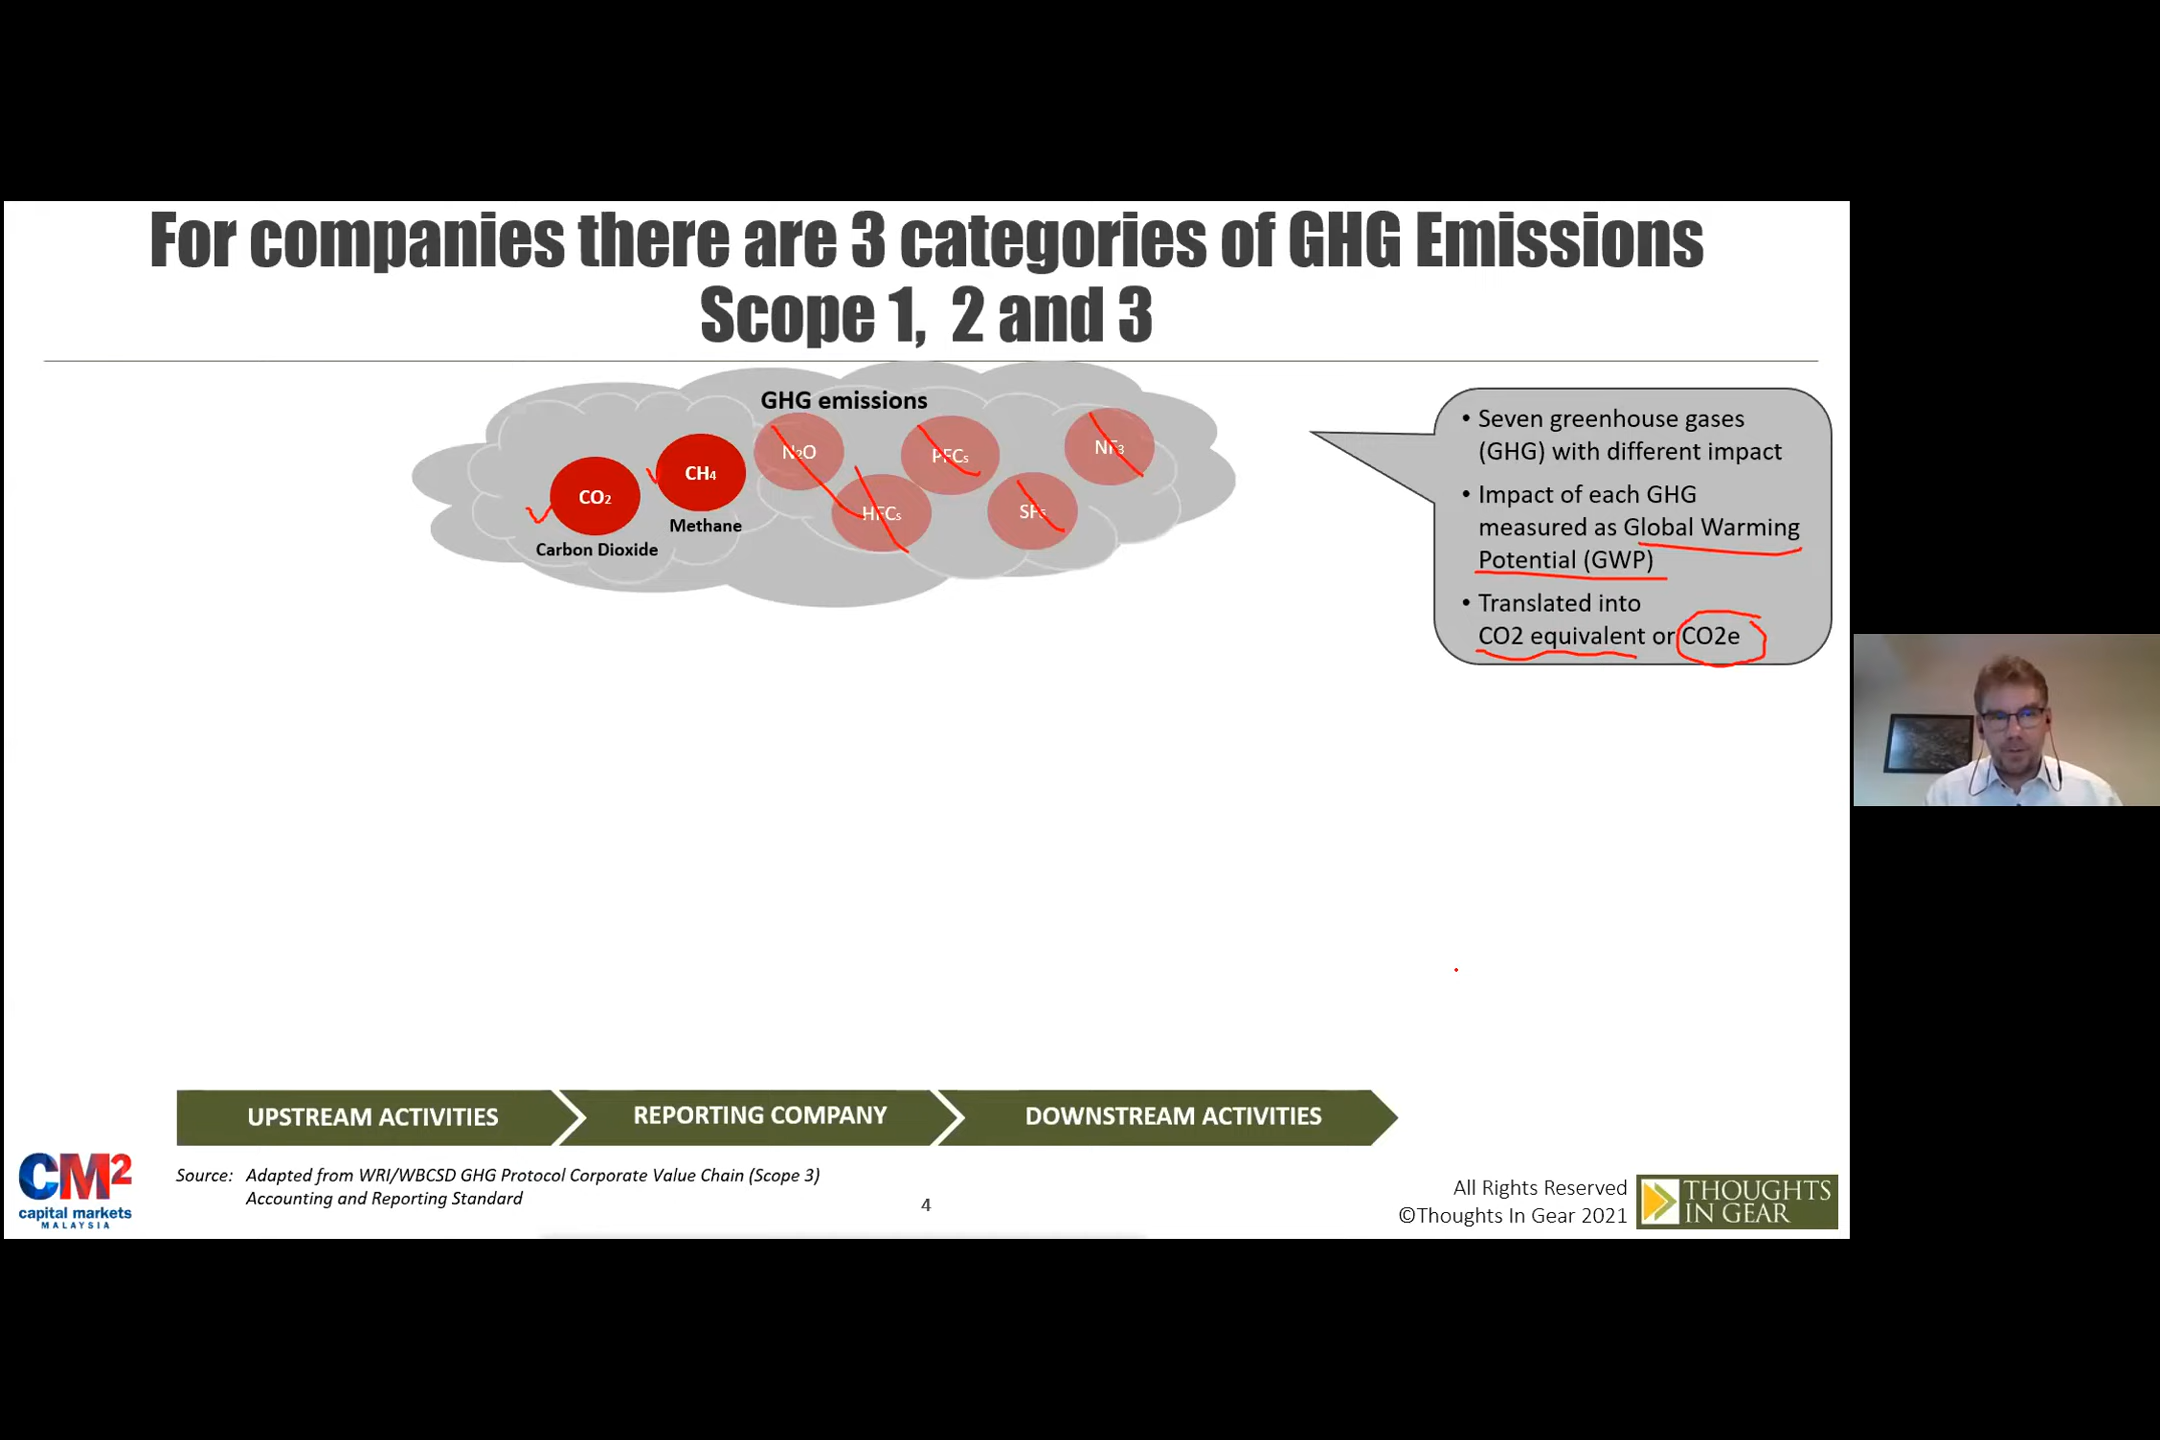 For companies there are 3 categories of GHG Emissions
Scope 1, 2 and 3
GHG emissions
CO2
Carbon Dioxide
CH4
Methane
N2O
HFCs
PFCs
SF6
NF3
• Seven greenhouse gases
(GHG) with different impact
• Impact of each GHG
measured as Global Warming
Potential (GWP)
• Translated into
CO2 equivalent or CO2e
UPSTREAM ACTIVITIES
REPORTING COMPANY
DOWNSTREAM ACTIVITIES
CM2
capital markets
MALAYSIA
Source: Adapted from WRI/WBCSD GHG Protocol Corporate Value Chain (Scope 3)
Accounting and Reporting Standard
4
All Rights Reserved
©Thoughts In Gear 2021
THOUGHTS
IN GEAR